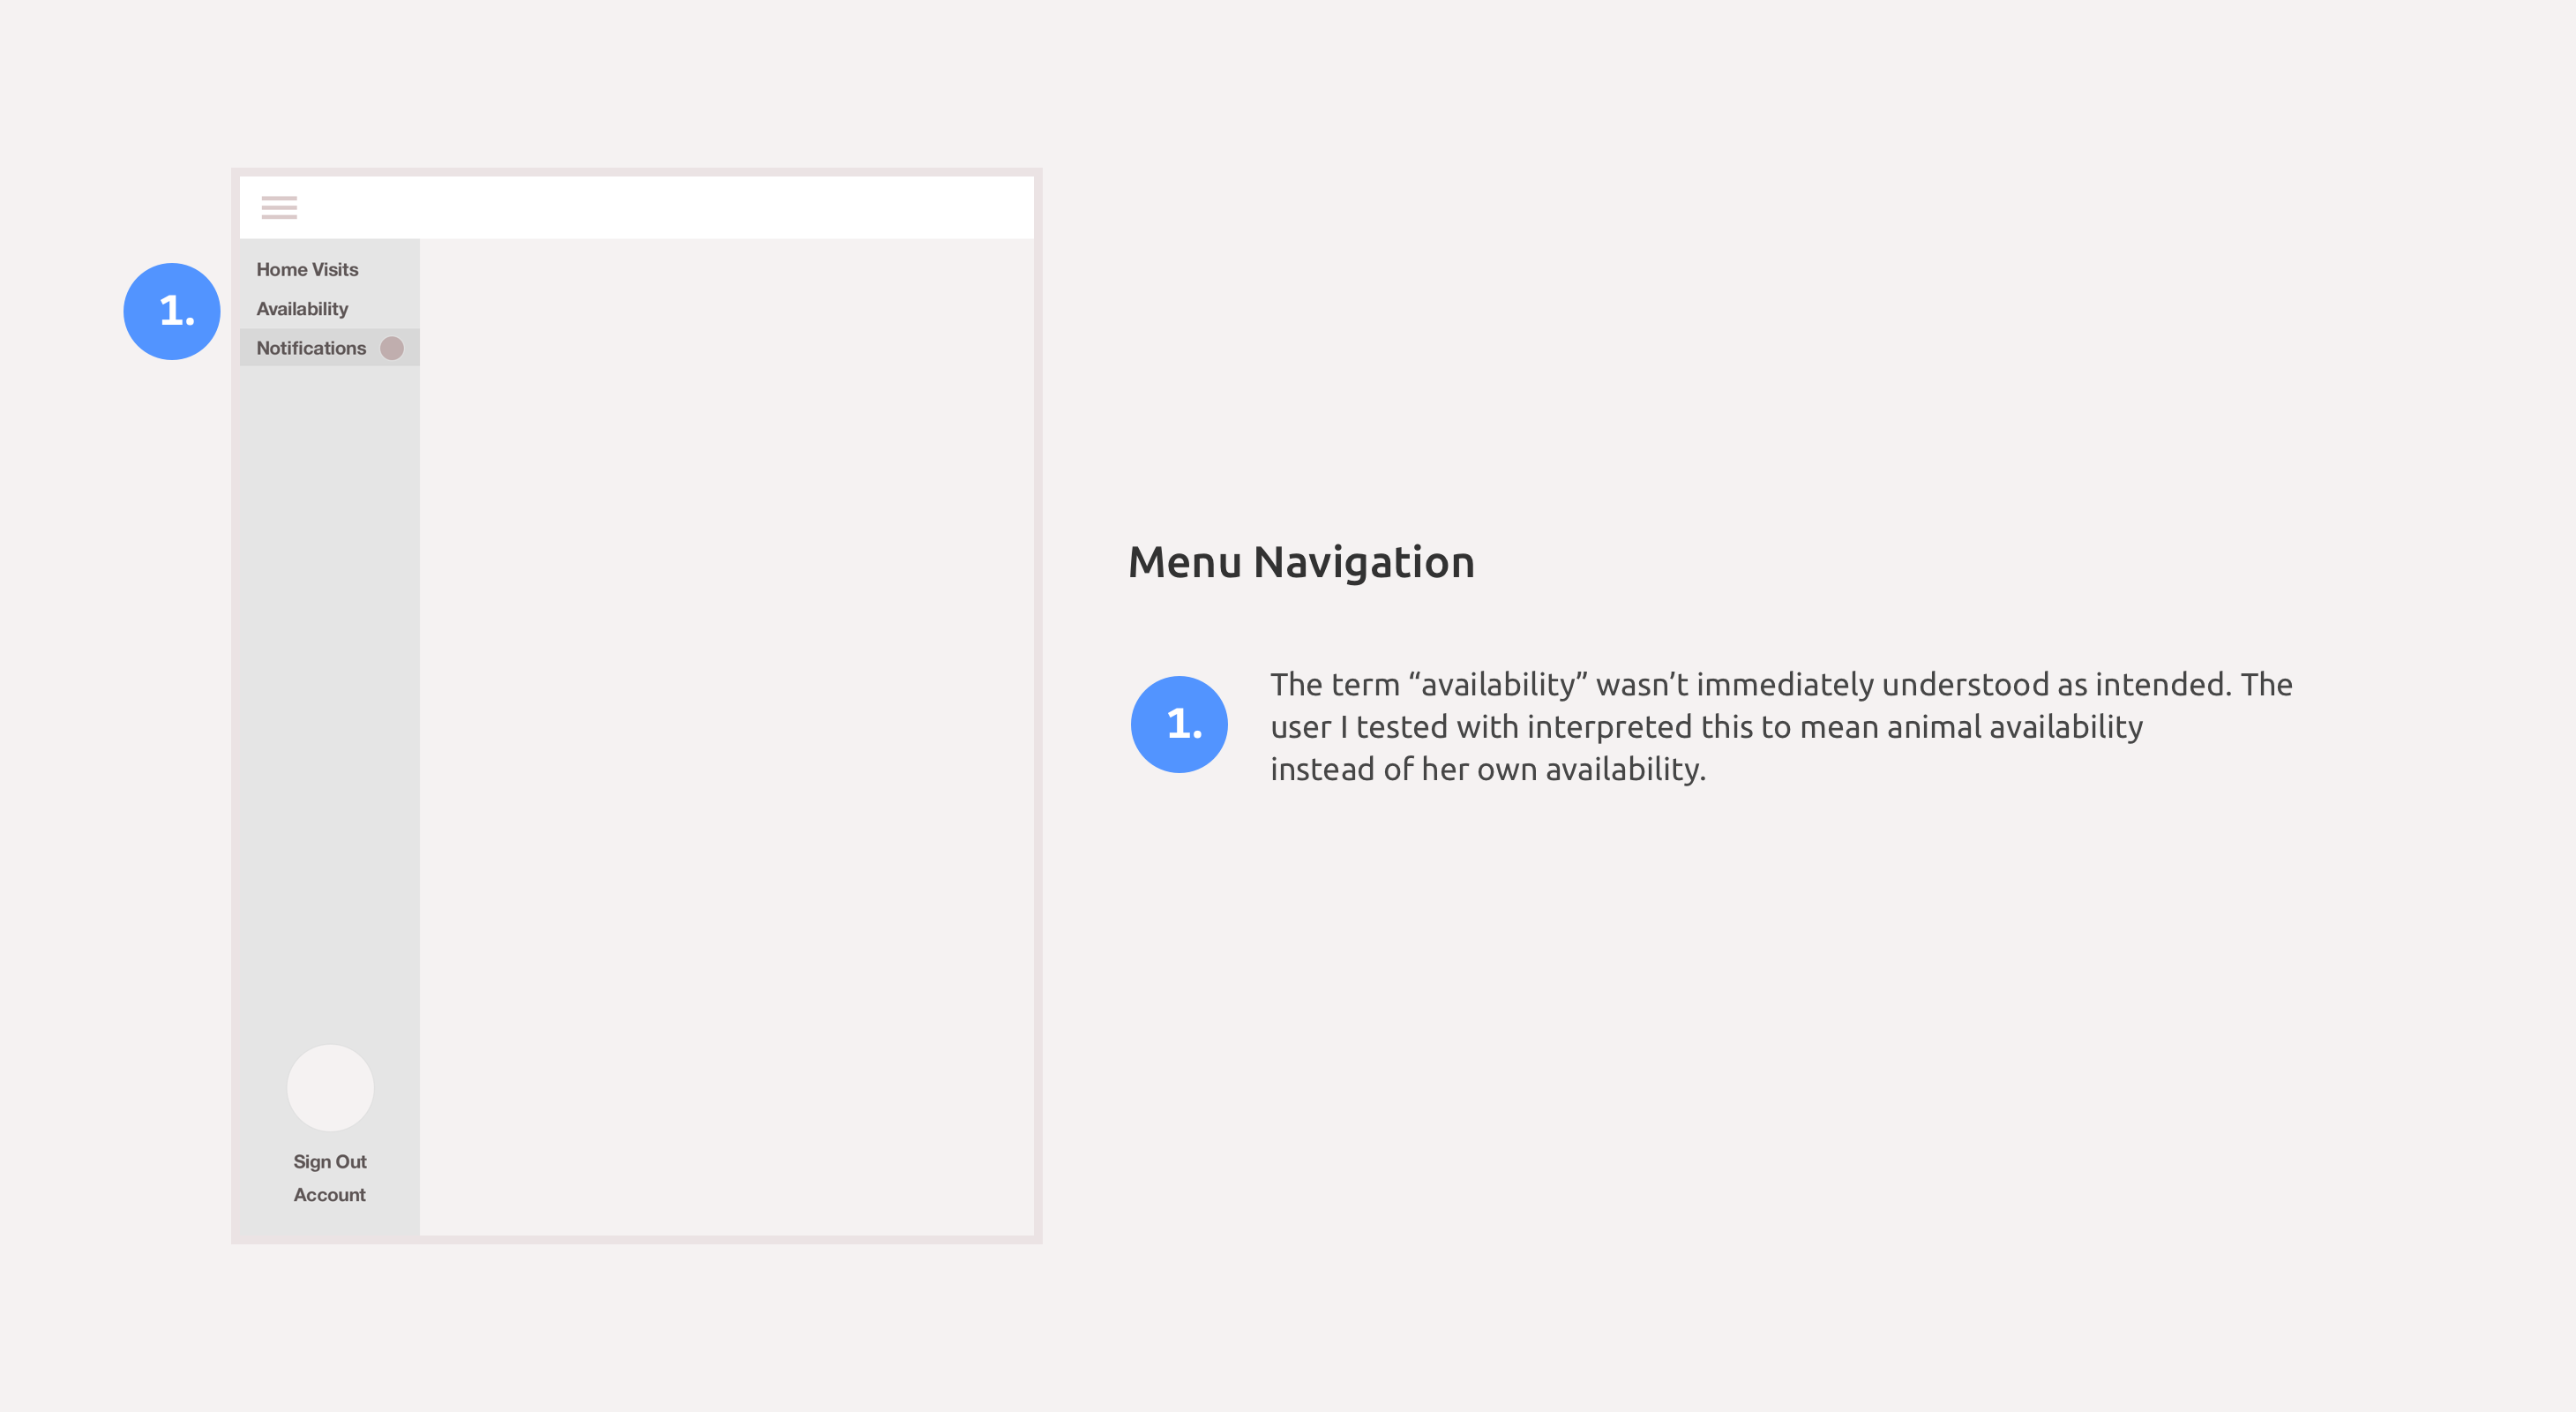 1.
Home Visits
Availability
Notifications
Sign Out
Account
Menu Navigation
1.
The term “availability” wasn’t immediately understood as intended. The
user I tested with interpreted this to mean animal availability
instead of her own availability.